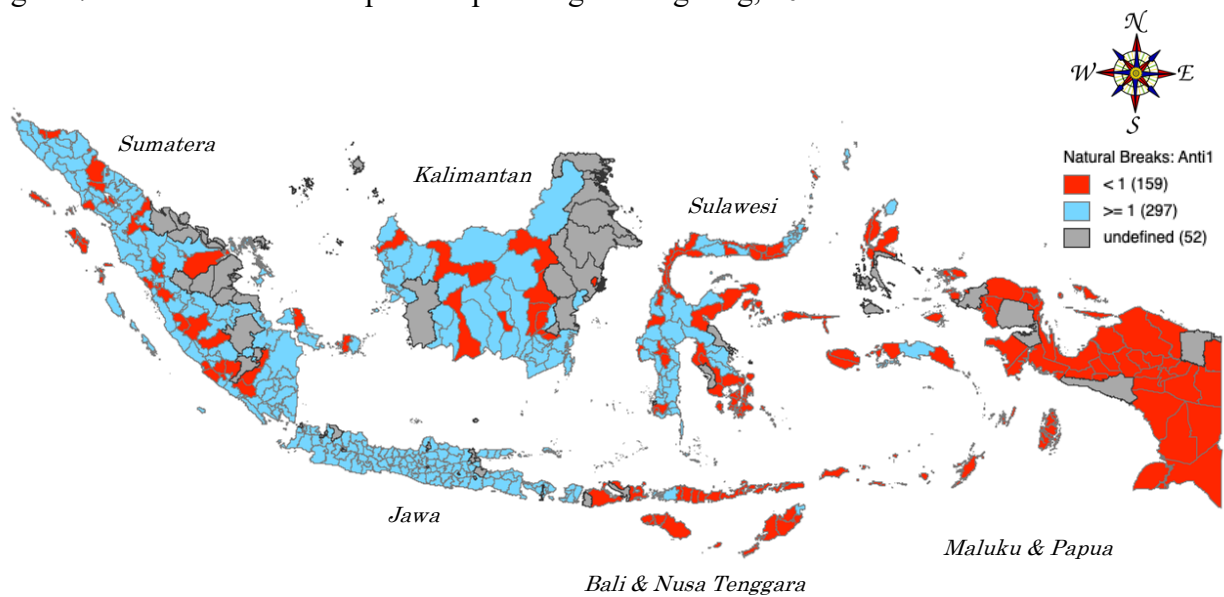 N
W E
S
Sumatera
Kalimantan
Sulawesi
Natural Breaks: Anti1
< 1 (159)
>= 1 (297)
undefined (52)
Jawa
Maluku & Papua
Bali & Nusa Tenggara